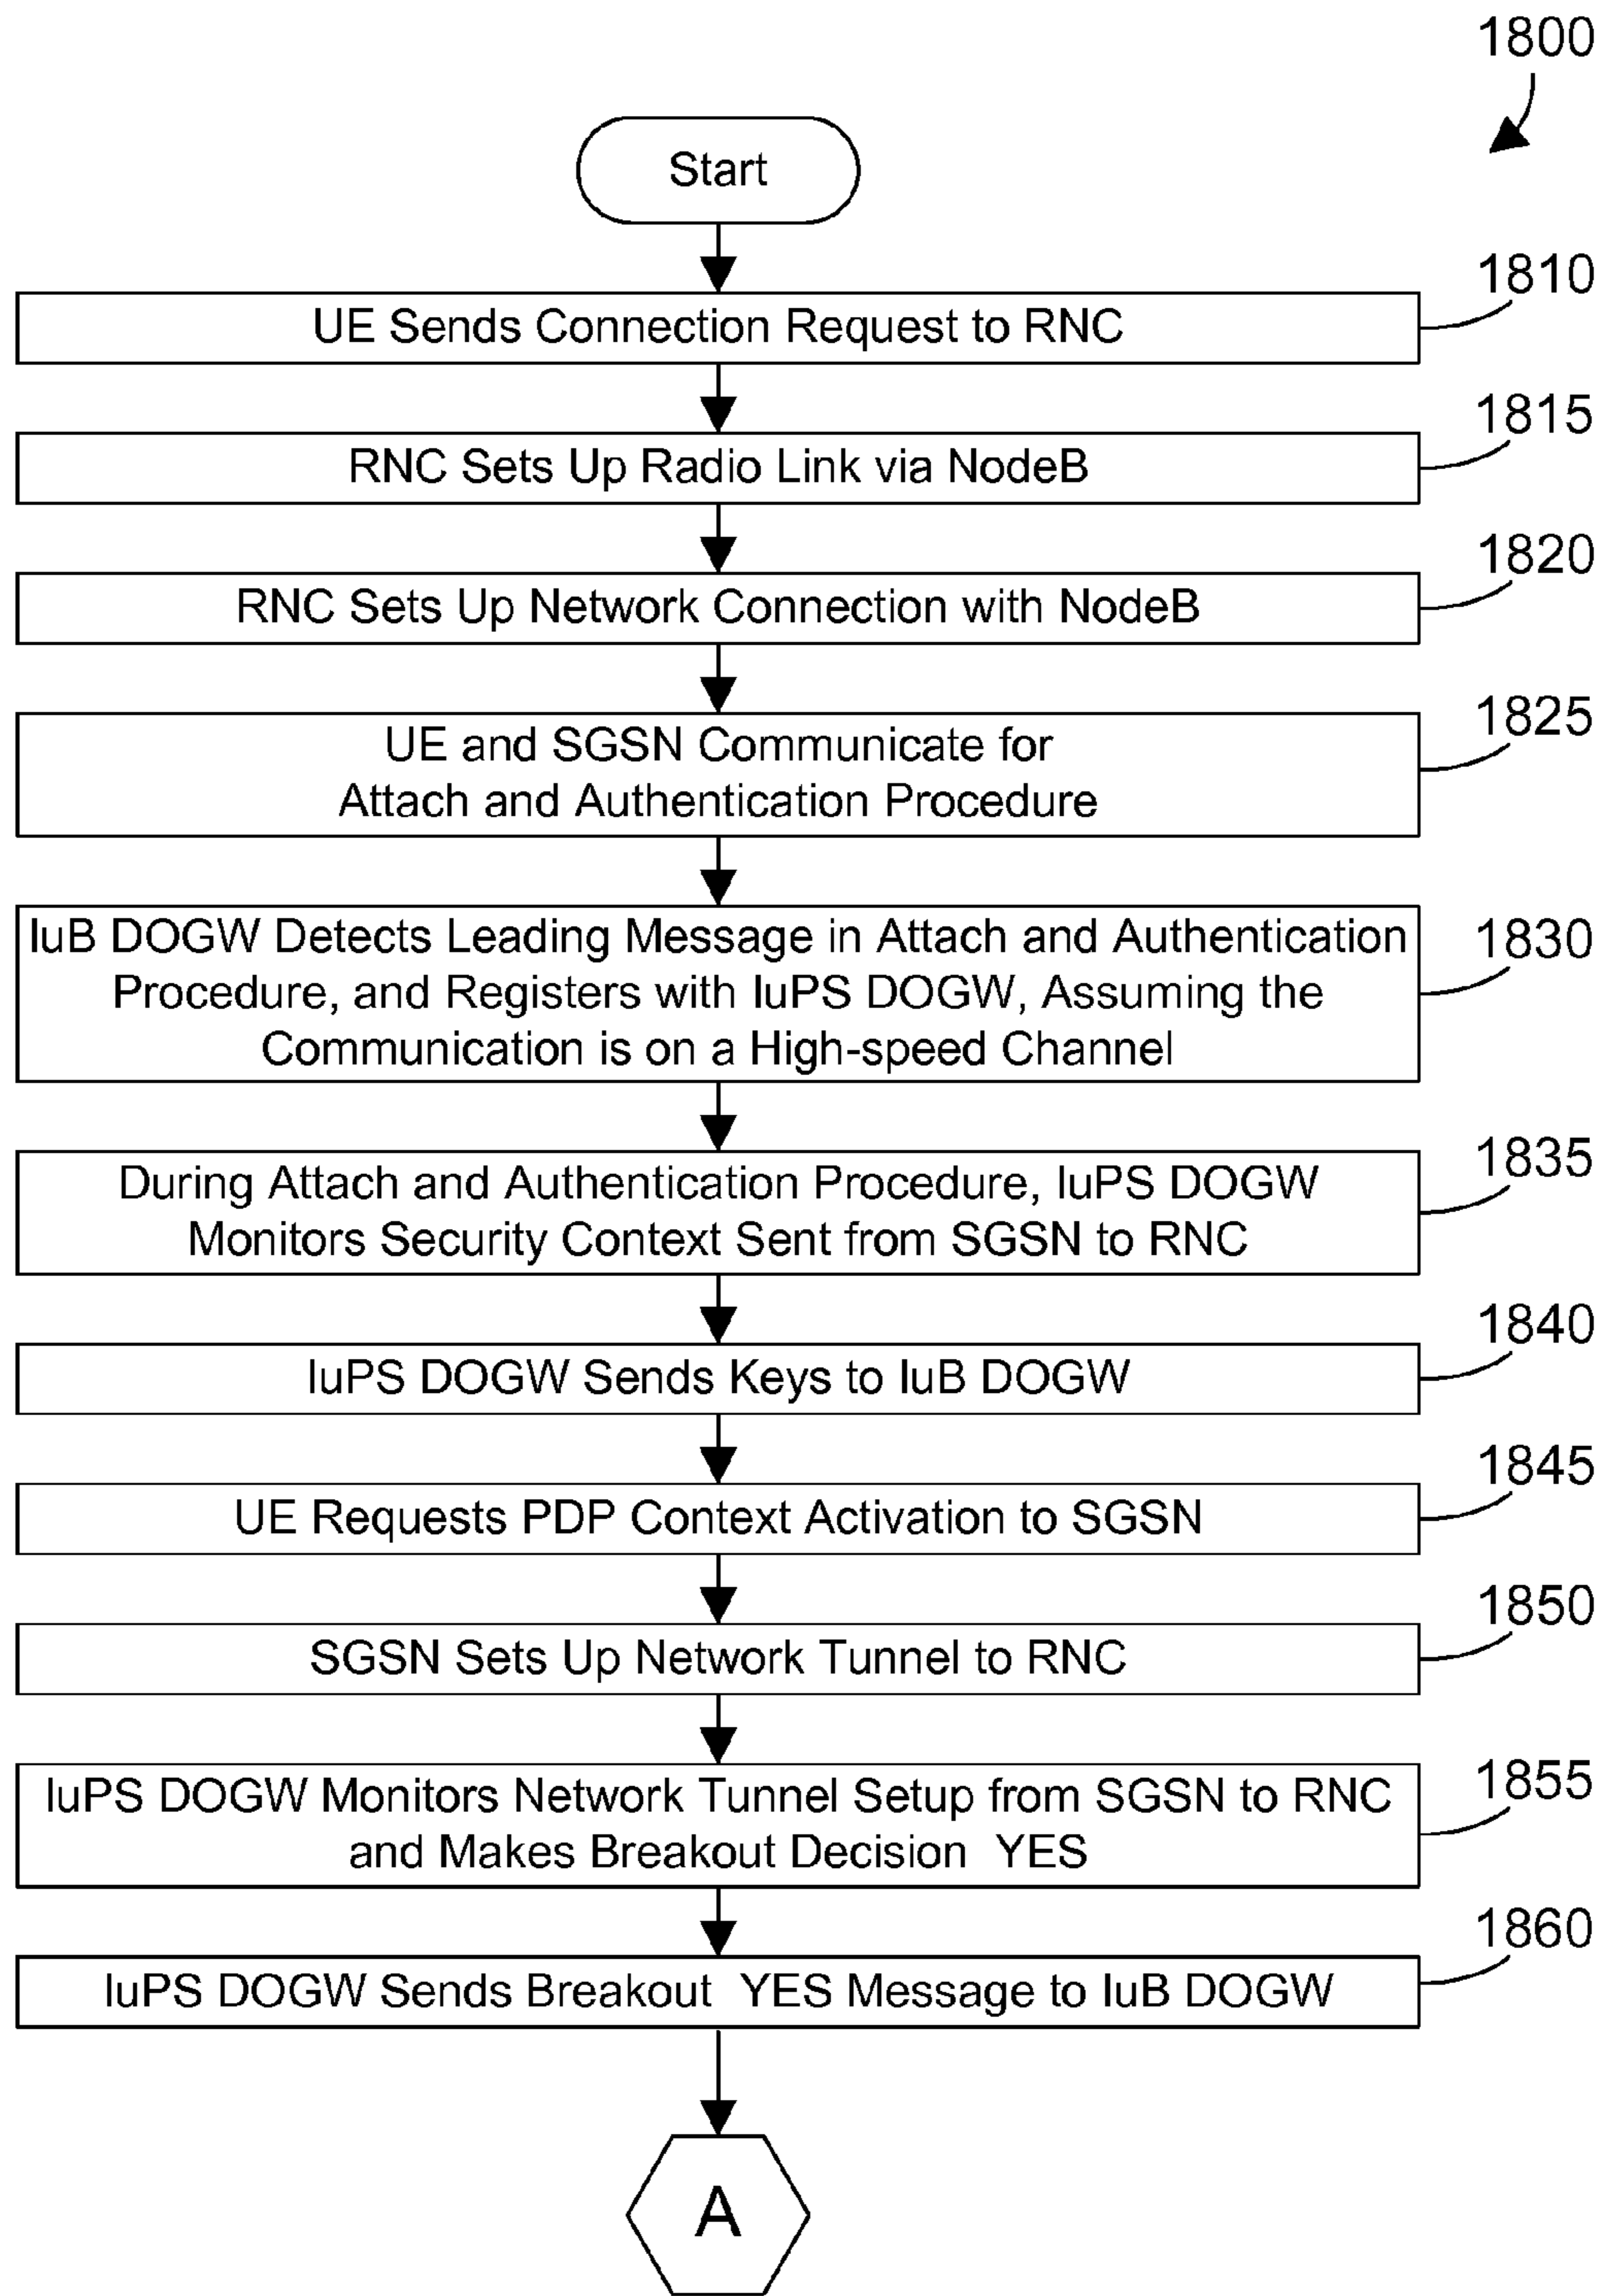 1800
Start
1810
UE Sends Connection Request to RNC
1815
RNC Sets Up Radio Link via NodeB
1820
RNC Sets Up Network Connection with NodeB
1825
UE and SGSN Communicate for
Attach and Authentication Procedure
1830
IuB DOGW Detects Leading Message in Attach and Authentication
Procedure, and Registers with IuPS DOGW, Assuming the
Communication is on a High-speed Channel
1835
During Attach and Authentication Procedure, IuPS DOGW
Monitors Security Context Sent from SGSN to RNC
1840
IuPS DOGW Sends Keys to IuB DOGW
1845
UE Requests PDP Context Activation to SGSN
1850
SGSN Sets Up Network Tunnel to RNC
1855
IuPS DOGW Monitors Network Tunnel Setup from SGSN to RNC
and Makes Breakout Decision YES
1860
IuPS DOGW Sends Breakout YES Message to IuB DOGW
A